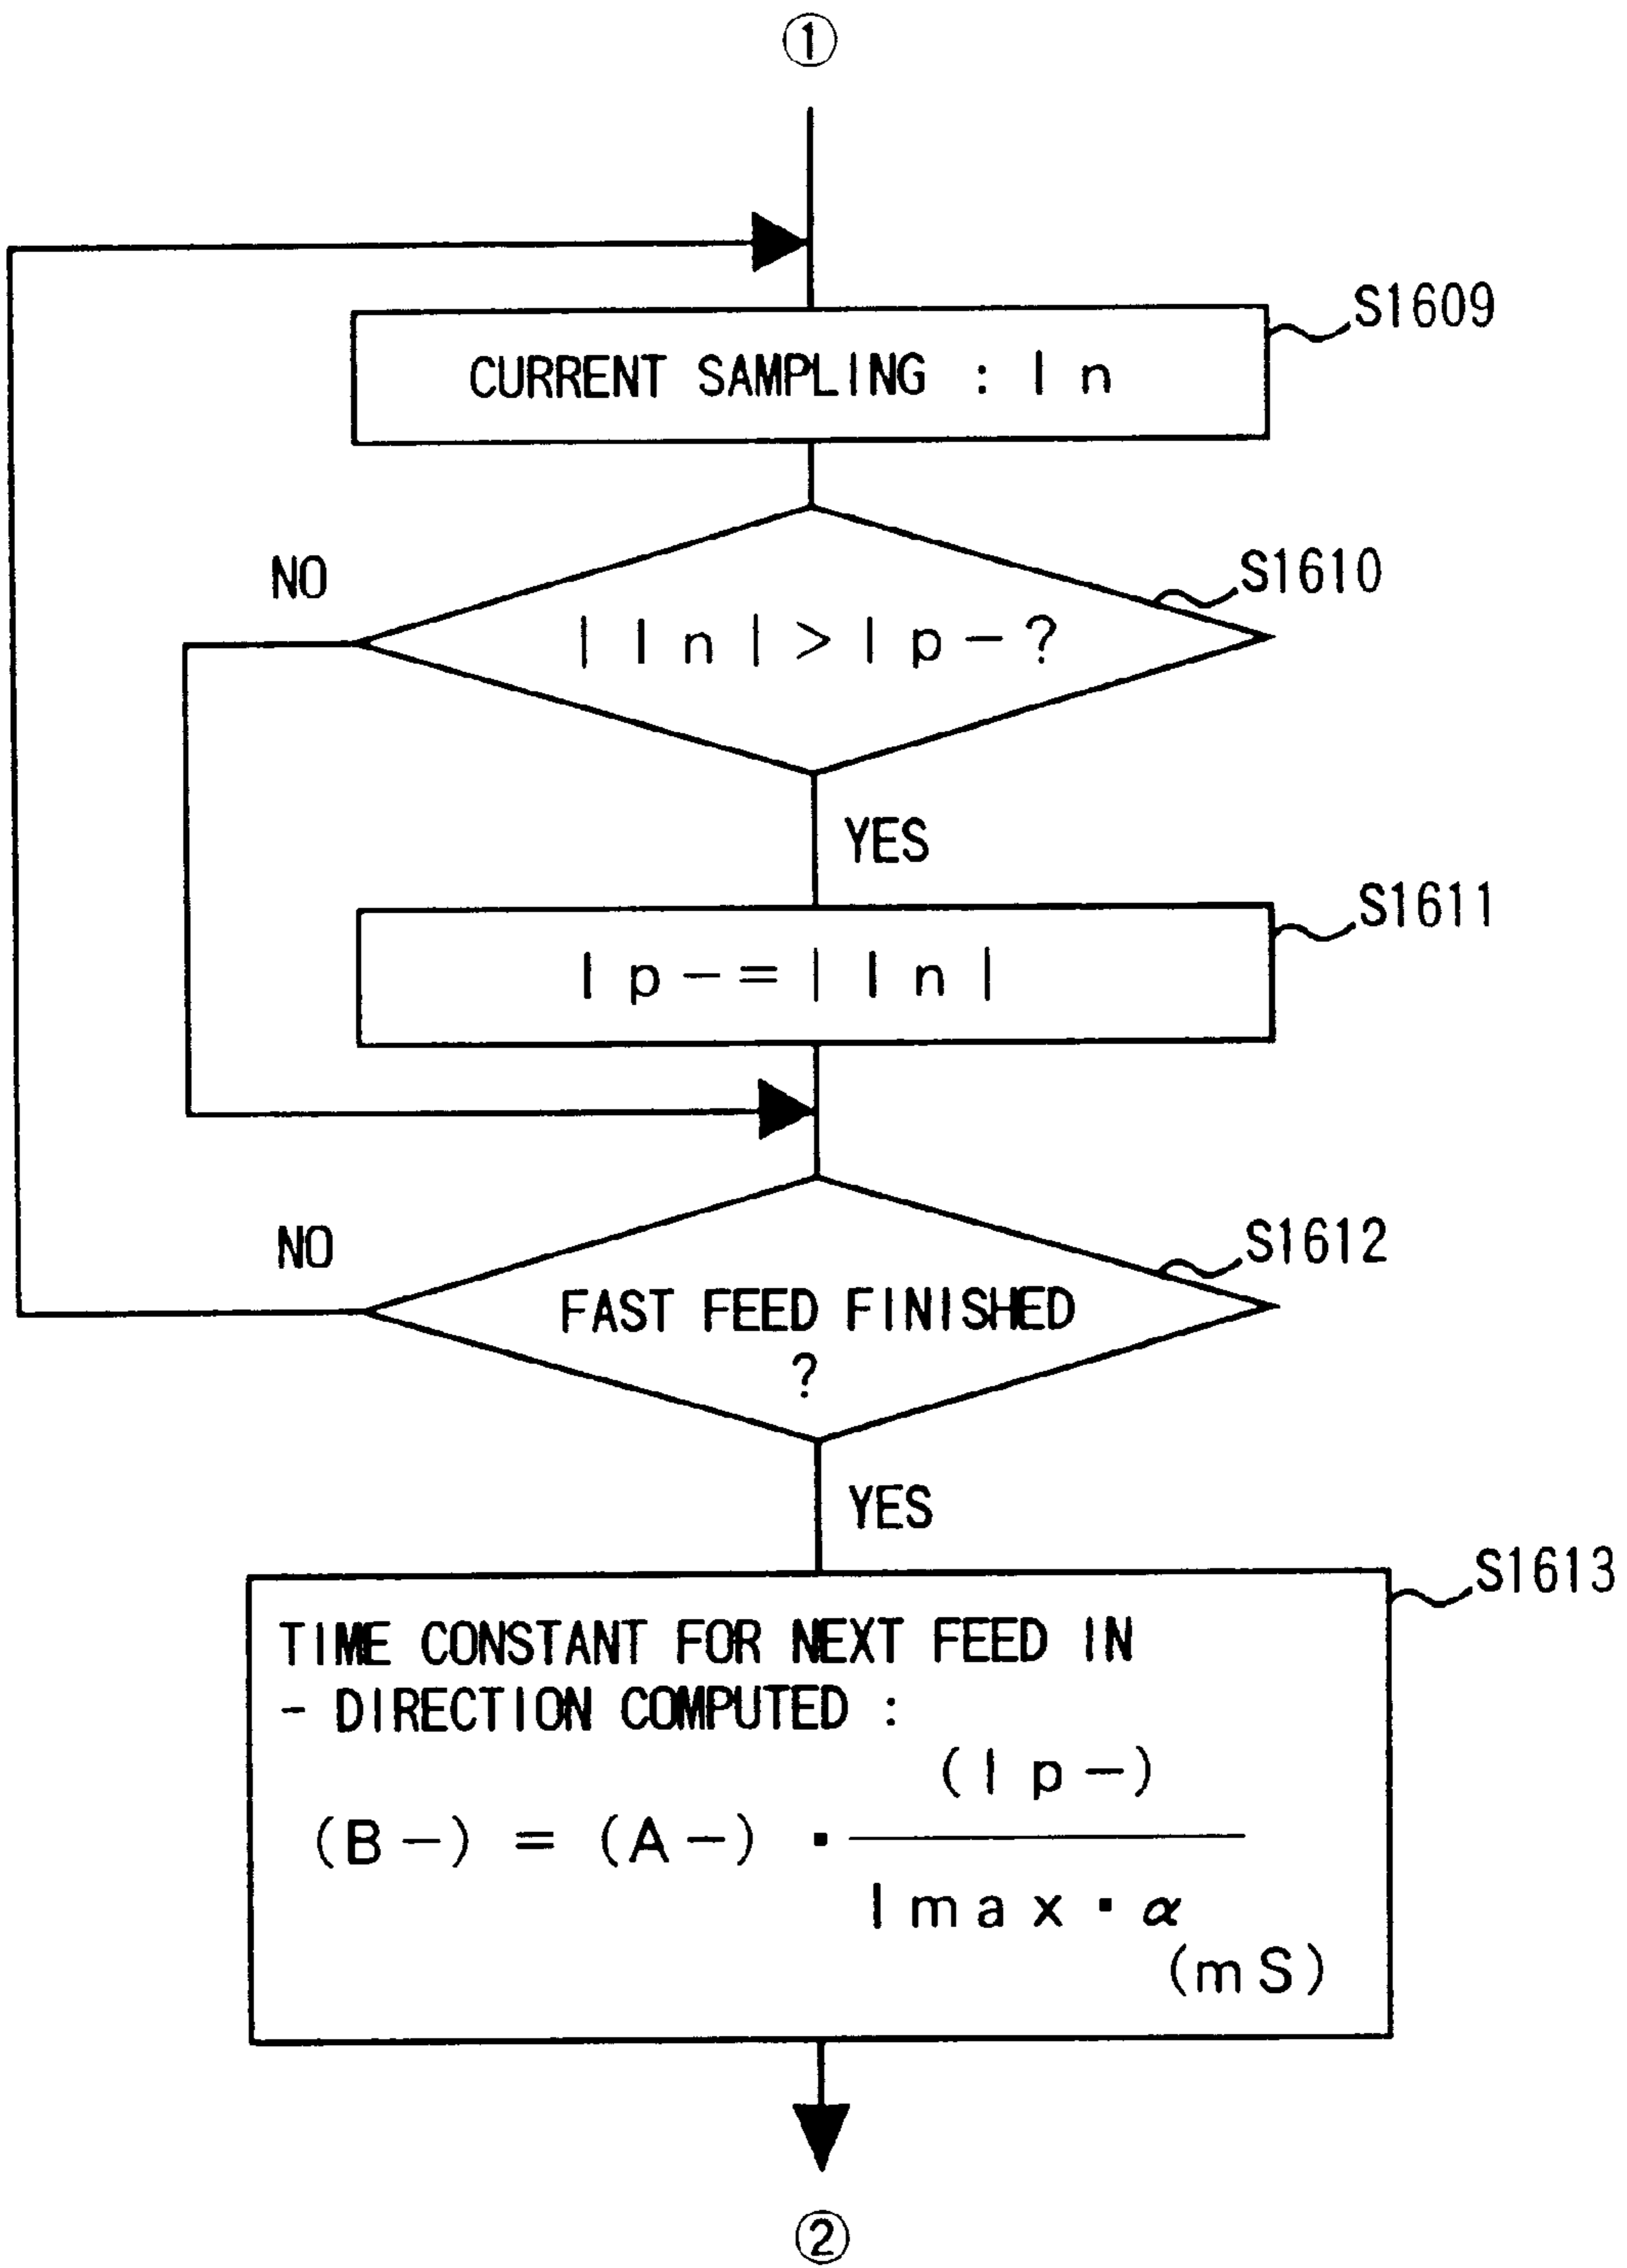 ①
S1609
CURRENT SAMPLING : I n
S1610
NO
| I n | > I p − ?
YES
S1611
I p − = | I n |
S1612
NO
FAST FEED FINISHED
?
YES
S1613
TIME CONSTANT FOR NEXT FEED IN
- DIRECTION COMPUTED :
( I p − )
( B − ) = ( A − ) ·
I m a x · α
( m S )
②